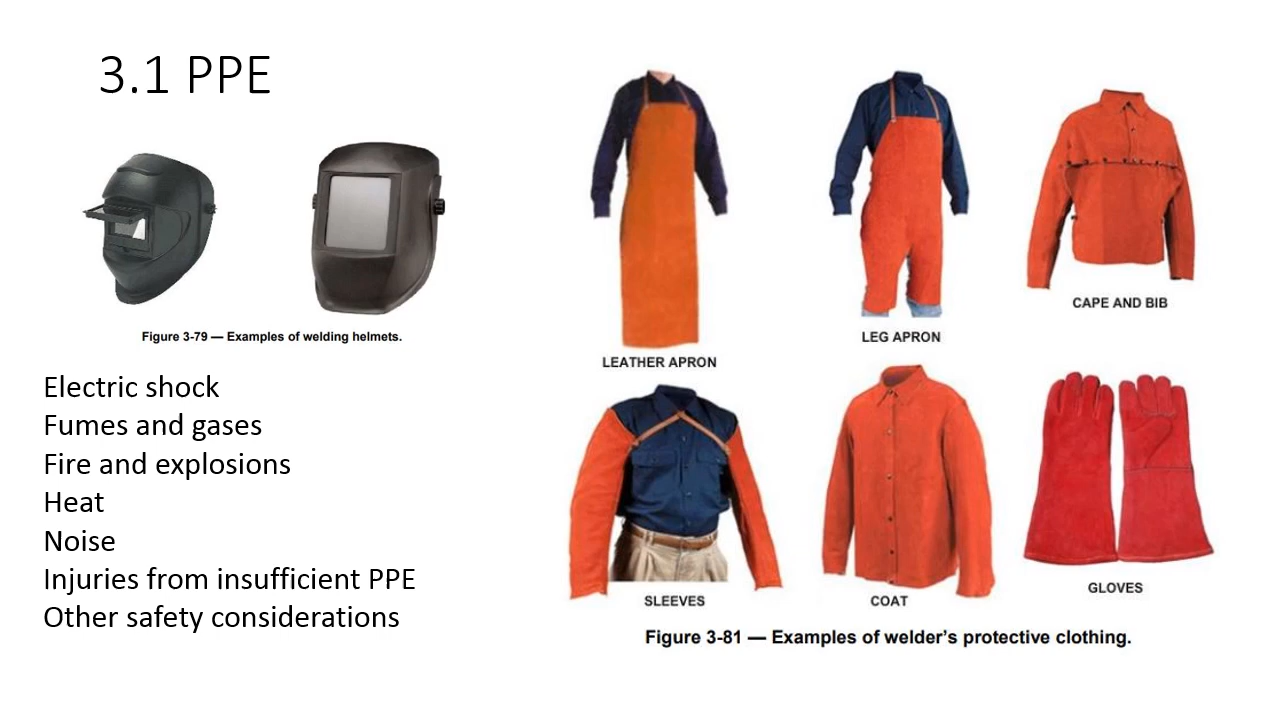 3.1 PPE
Figure 3-79 — Examples of welding helmets.
Electric shock
Fumes and gases
Fire and explosions
Heat
Noise
Injuries from insufficient PPE
Other safety considerations
LEATHER APRON
LEG APRON
CAPE AND BIB
SLEEVES
COAT
GLOVES
Figure 3-81 — Examples of welder's protective clothing.